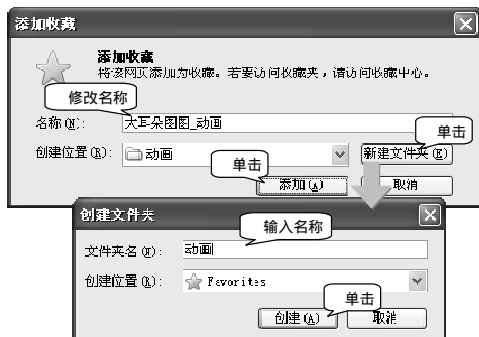 添加收藏
添加收藏
将该网页添加为收藏。若要访问收藏夹，请访问收藏中心。
修改名称
名称(N): 大耳朵图图_动画
单击
创建位置(R): 动画 新建文件夹(E)
单击
添加(A) 取消
创建文件夹
输入名称
文件夹名(N): 动画
创建位置(R): Favorites
单击
创建(A) 取消